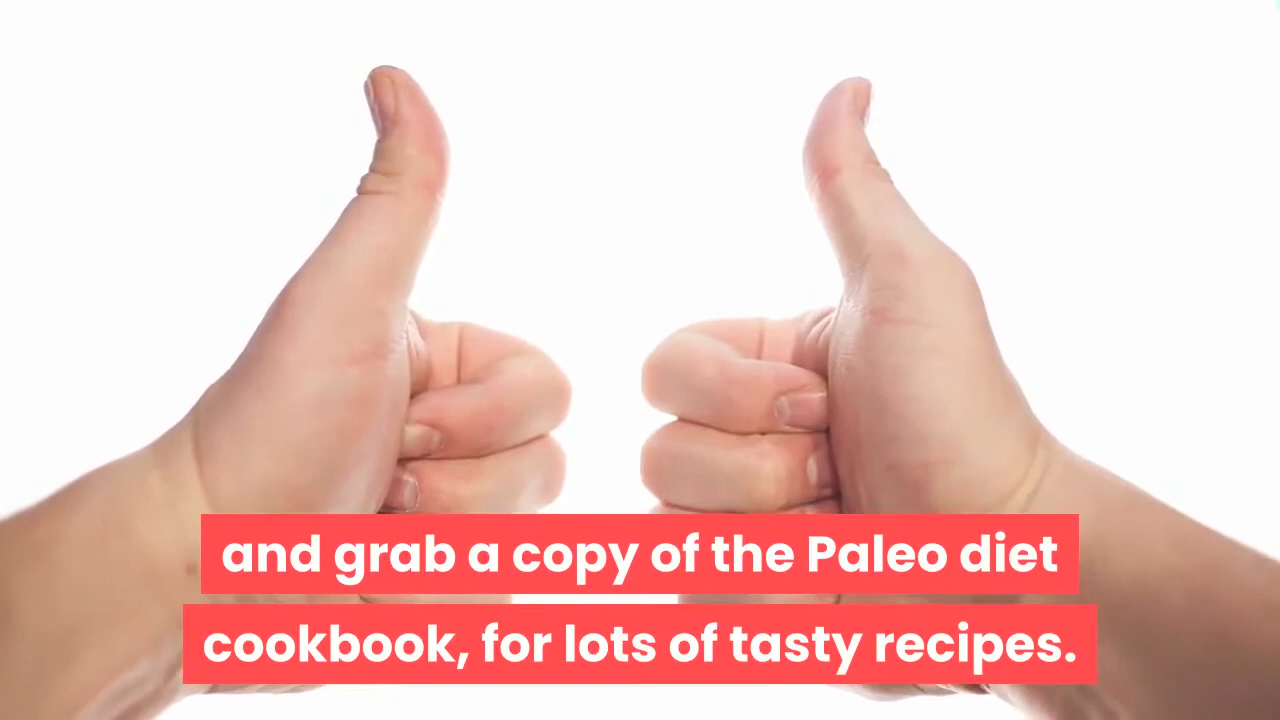 and grab a copy of the Paleo diet
cookbook, for lots of tasty recipes.